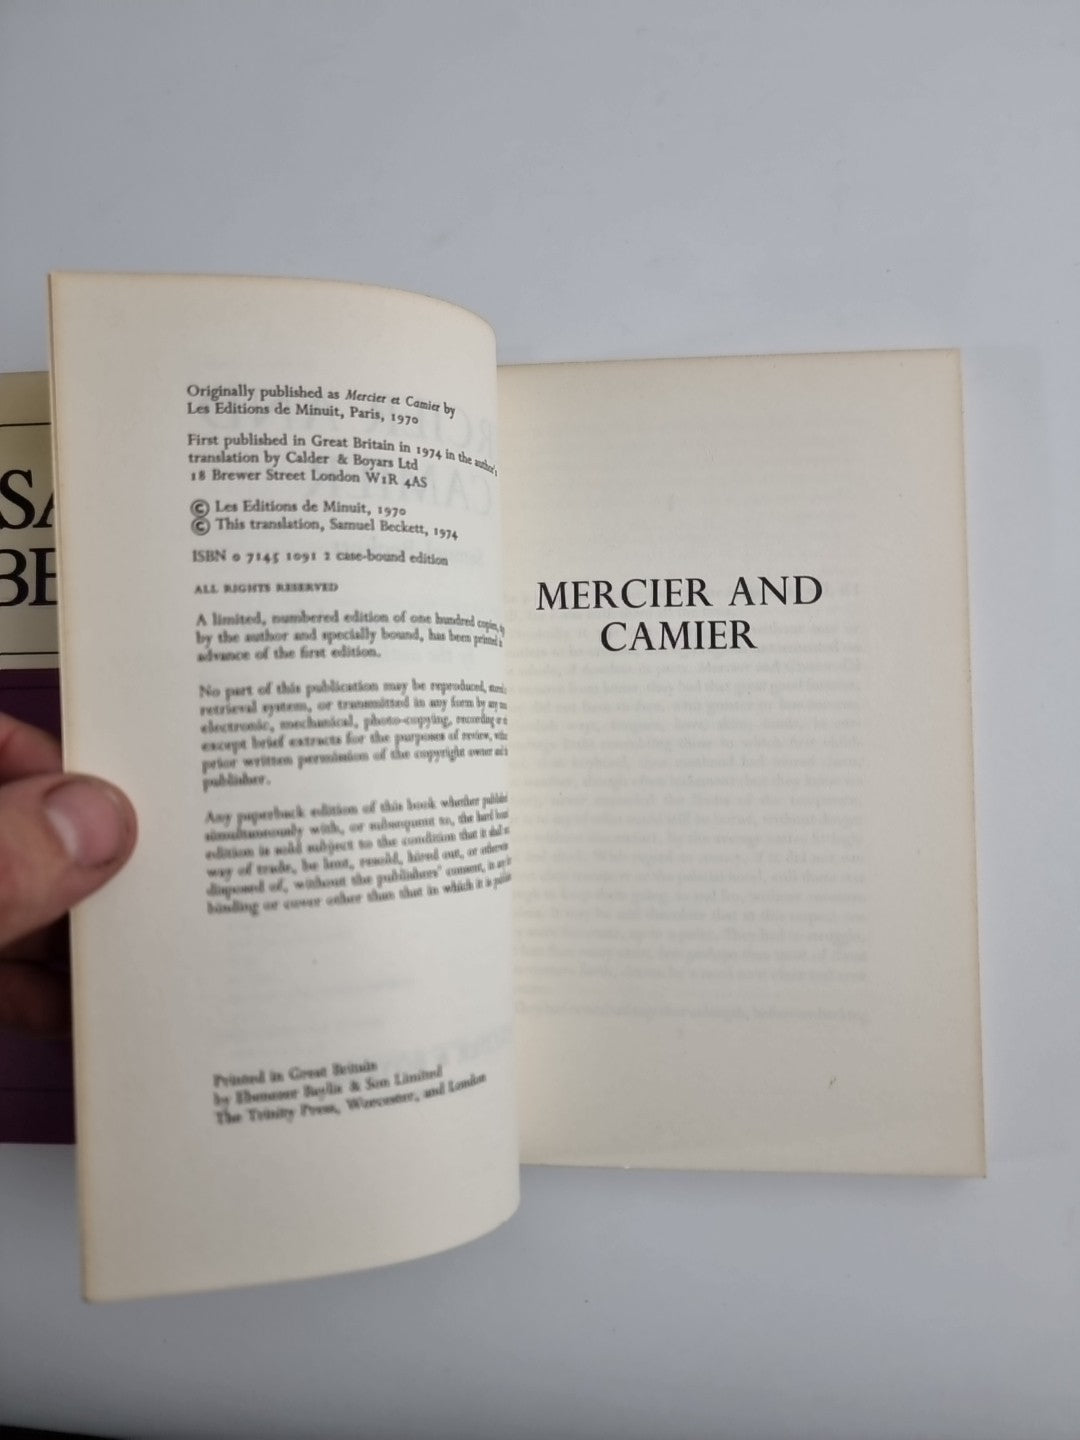 SA
BE
Originally published as Mercier et Camier by
Les Editions de Minuit, Paris, 1970
First published in Great Britain in 1974 in the author's
translation by Calder & Boyars Ltd
18 Brewer Street London W1R 4AS
© Les Editions de Minuit, 1970
© This translation, Samuel Beckett, 1974
ISBN 0 7145 1091 2 case-bound edition
ALL RIGHTS RESERVED
A limited, numbered edition of one hundred copies,
by the author and specially bound, has been printed
advance of the first edition.
No part of this publication may be reproduced,
retrieval system, or transmitted in any form by any
electronic, mechanical, photo-copying, recording or
except brief extracts for the purposes of review,
prior written permission of the copyright owner
publisher.
Any paperback edition of this book whether published
simultaneously with, or subsequent to, the hard bound
edition is sold subject to the condition that it shall
way of trade, be lent, resold, hired out, or otherwise
disposed of, without the publishers' consent, in any
binding or cover other than that in which it is
Printed in Great Britain
by Ebenezer Baylis & Son Limited
The Trinity Press, Worcester, and London
MERCIER AND
CAMIER